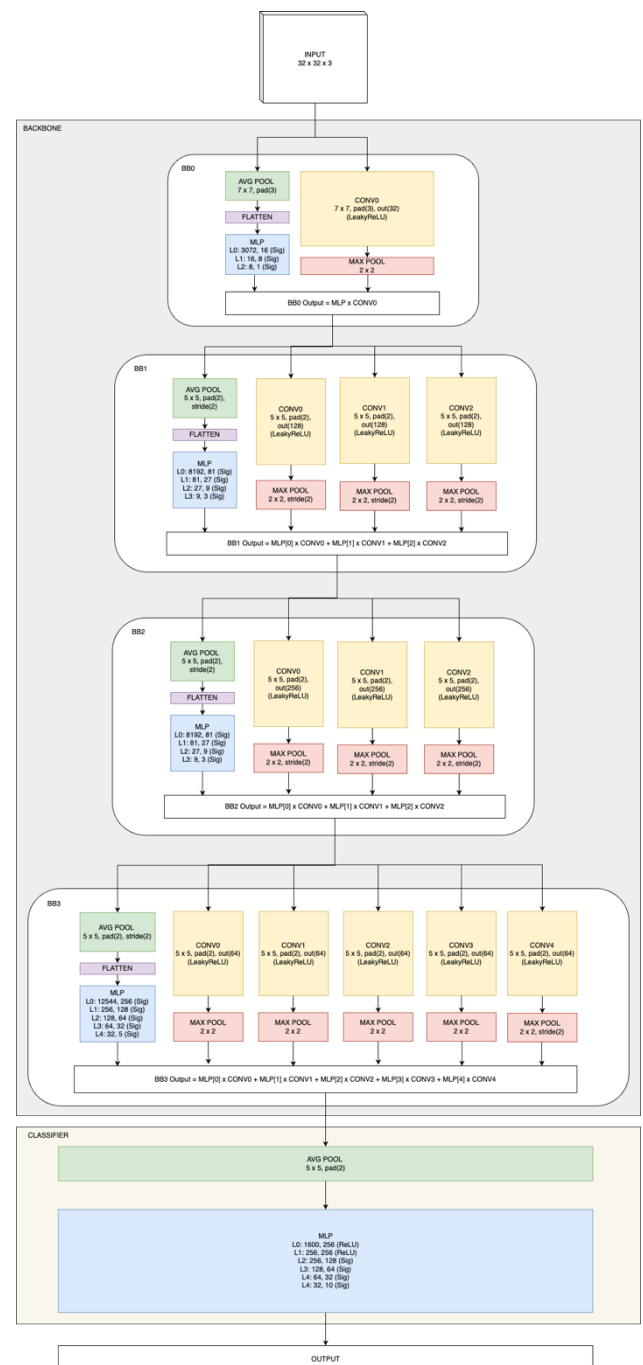 INPUT
32 x 32 x 3
BACKBONE
BB0
AVG POOL
7 x 7, pad(3)
FLATTEN
MLP
L0: 3072, 16 (Sig)
L1: 16, 8 (Sig)
L2: 8, 1 (Sig)
CONV0
7 x 7, pad(3), out(32)
(LeakyReLU)
MAX POOL
2 x 2
BB0 Output = MLP x CONV0
BB1
AVG POOL
5 x 5, pad(2),
stride(2)
FLATTEN
MLP
L0: 8192, 81 (Sig)
L1: 81, 27 (Sig)
L2: 27, 9 (Sig)
L3: 9, 3 (Sig)
CONV0
5 x 5, pad(2),
out(128)
(LeakyReLU)
MAX POOL
2 x 2, stride(2)
CONV1
5 x 5, pad(2),
out(128)
(LeakyReLU)
MAX POOL
2 x 2, stride(2)
CONV2
5 x 5, pad(2),
out(128)
(LeakyReLU)
MAX POOL
2 x 2, stride(2)
BB1 Output = MLP[0] x CONV0 + MLP[1] x CONV1 + MLP[2] x CONV2
BB2
AVG POOL
5 x 5, pad(2),
stride(2)
FLATTEN
MLP
L0: 8192, 81 (Sig)
L1: 81, 27 (Sig)
L2: 27, 9 (Sig)
L3: 9, 3 (Sig)
CONV0
5 x 5, pad(2),
out(256)
(LeakyReLU)
MAX POOL
2 x 2, stride(2)
CONV1
5 x 5, pad(2),
out(256)
(LeakyReLU)
MAX POOL
2 x 2, stride(2)
CONV2
5 x 5, pad(2),
out(256)
(LeakyReLU)
MAX POOL
2 x 2, stride(2)
BB2 Output = MLP[0] x CONV0 + MLP[1] x CONV1 + MLP[2] x CONV2
BB3
AVG POOL
5 x 5, pad(2), stride(2)
FLATTEN
MLP
L0: 12544, 256 (Sig)
L1: 256, 128 (Sig)
L2: 128, 64 (Sig)
L3: 64, 32 (Sig)
L4: 32, 5 (Sig)
CONV0
5 x 5, pad(2), out(64)
(LeakyReLU)
MAX POOL
2 x 2
CONV1
5 x 5, pad(2), out(64)
(LeakyReLU)
MAX POOL
2 x 2
CONV2
5 x 5, pad(2), out(64)
(LeakyReLU)
MAX POOL
2 x 2
CONV3
5 x 5, pad(2), out(64)
(LeakyReLU)
MAX POOL
2 x 2
CONV4
5 x 5, pad(2), out(64)
(LeakyReLU)
MAX POOL
2 x 2, stride(2)
BB3 Output = MLP[0] x CONV0 + MLP[1] x CONV1 + MLP[2] x CONV2 + MLP[3] x CONV3 + MLP[4] x CONV4
CLASSIFIER
AVG POOL
5 x 5, pad(2)
MLP
L0: 1600, 256 (ReLU)
L1: 256, 256 (ReLU)
L2: 256, 128 (Sig)
L3: 128, 64 (Sig)
L4: 64, 32 (Sig)
L4: 32, 10 (Sig)
OUTPUT